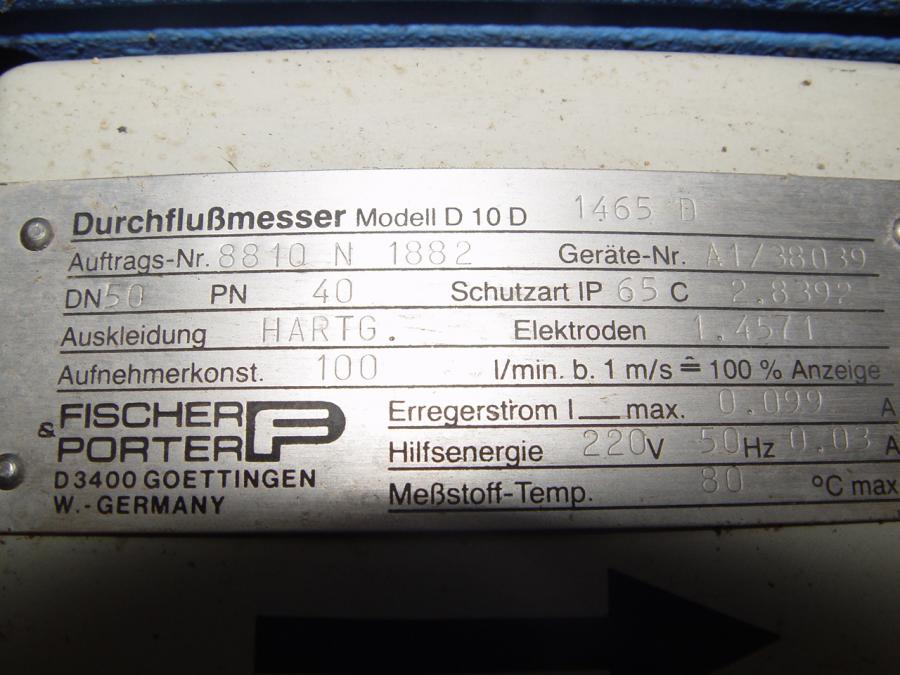 Durchflußmesser Modell D 10 D 1465 D
Auftrags-Nr. 8810 N 1882 Geräte-Nr. A1/38039
DN 50 PN 40 Schutzart IP 65 C 2.8392
Auskleidung HARTG. Elektroden 1.4571
Aufnehmerkonst. 100 l/min. b. 1 m/s ≙ 100 % Anzeige
Erregerstrom I max. 0.099 A
Hilfsenergie 220 V 50 Hz 0.03 A
Meßstoff-Temp. 80 °C max
FISCHER
& PORTER FP
D 3400 GOETTINGEN
W.-GERMANY